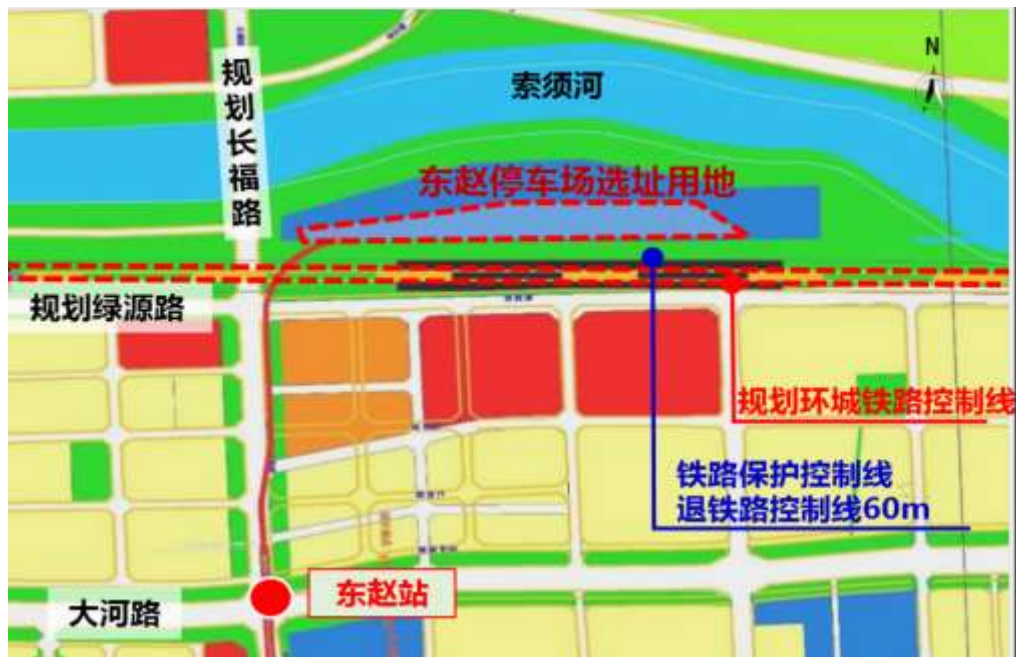 规划长福路
索须河
N
东赵停车场选址用地
规划绿源路
规划环城铁路控制线
铁路保护控制线
退铁路控制线60m
东赵站
大河路